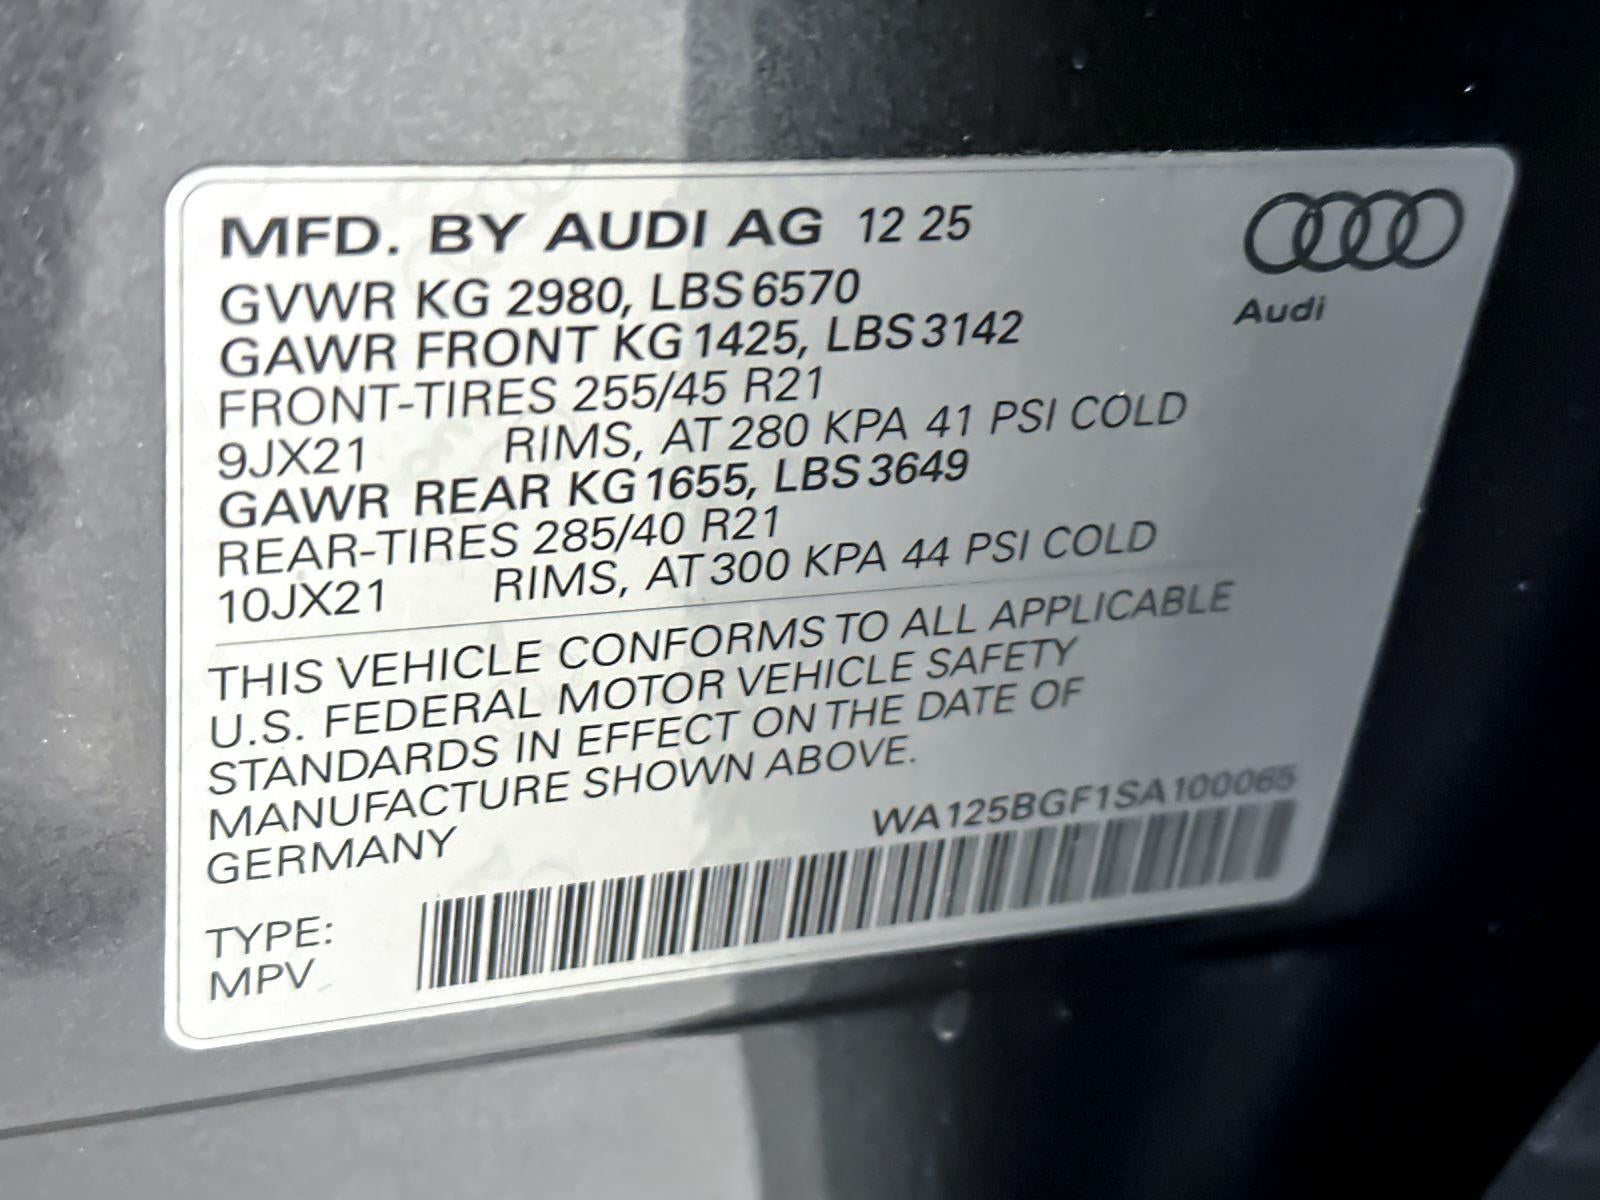 MFD. BY AUDI AG 12 25
Audi
GVWR KG 2980, LBS 6570
GAWR FRONT KG 1425, LBS 3142
FRONT-TIRES 255/45 R21
9JX21 RIMS, AT 280 KPA 41 PSI COLD
GAWR REAR KG 1655, LBS 3649
REAR-TIRES 285/40 R21
10JX21 RIMS, AT 300 KPA 44 PSI COLD
THIS VEHICLE CONFORMS TO ALL APPLICABLE
U.S. FEDERAL MOTOR VEHICLE SAFETY
STANDARDS IN EFFECT ON THE DATE OF
MANUFACTURE SHOWN ABOVE.
GERMANY
WA125BGF1SA100065
TYPE:
MPV